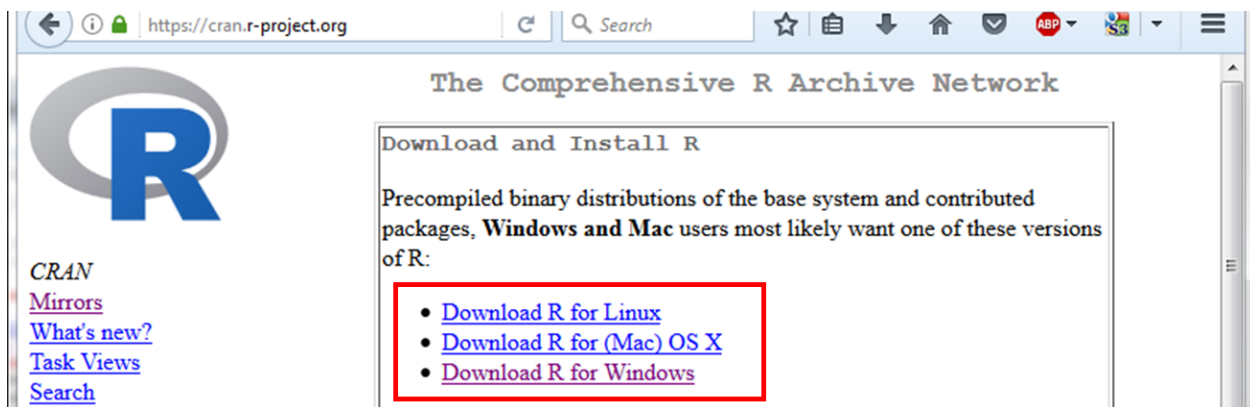 https://cran.r-project.org
Search
ABP
S3
The Comprehensive R Archive Network
R
Download and Install R
Precompiled binary distributions of the base system and contributed
packages, Windows and Mac users most likely want one of these versions
of R:
Download R for Linux
Download R for (Mac) OS X
Download R for Windows
CRAN
Mirrors
What's new?
Task Views
Search